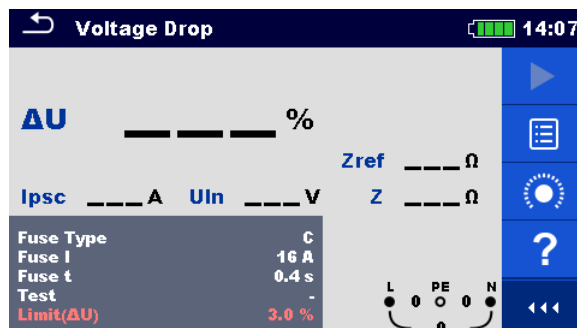 Voltage Drop 14:07
ΔU ___ %
Zref ___ Ω
Ipsc ___ A Uln ___ V Z ___ Ω
Fuse Type C
Fuse I 16 A
Fuse t 0.4 s
Test -
Limit(ΔU) 3.0 %
?
L PE N
0 0
0